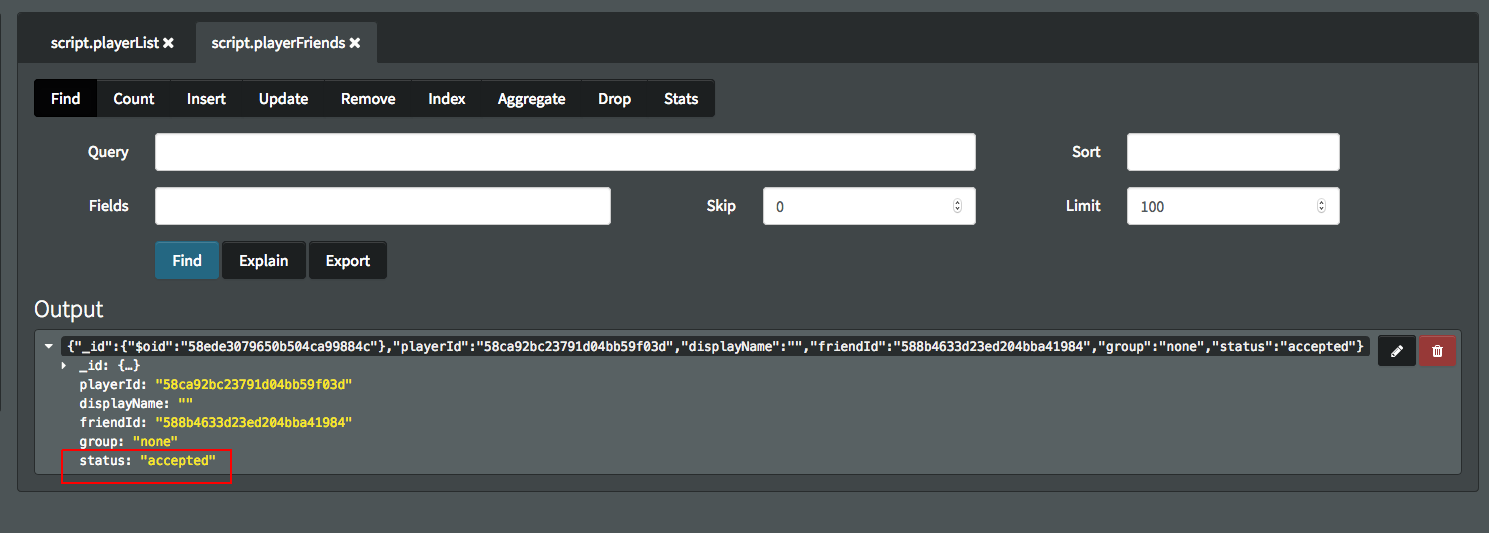 script.playerList ✖ script.playerFriends ✖
Find Count Insert Update Remove Index Aggregate Drop Stats
Query Sort
Fields Skip 0 Limit 100
Find Explain Export
Output
{"_id":{"$oid":"58ede3079650b504ca99884c"},"playerId":"58ca92bc23791d04bb59f03d","displayName":"","friendId":"588b4633d23ed204bba41984","group":"none","status":"accepted"}
_id: {…}
playerId: "58ca92bc23791d04bb59f03d"
displayName: ""
friendId: "588b4633d23ed204bba41984"
group: "none"
status: "accepted"